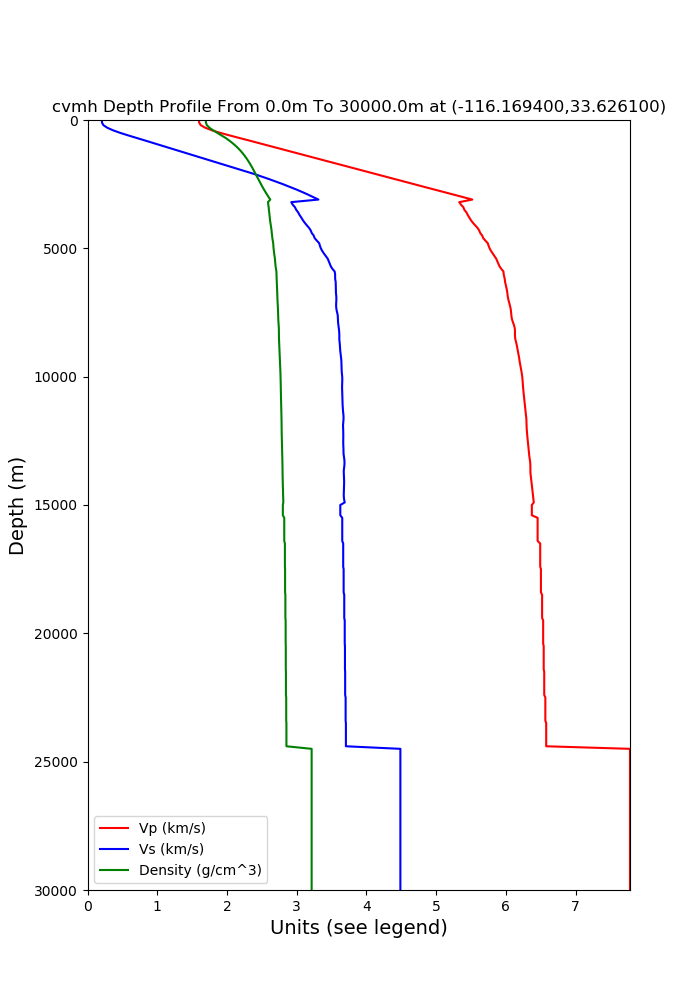 cvmh Depth Profile From 0.0m To 30000.0m at (-116.169400,33.626100)
0
5000
10000
15000
20000
25000
30000
Depth (m)
Vp (km/s)
Vs (km/s)
Density (g/cm^3)
0 1 2 3 4 5 6 7
Units (see legend)